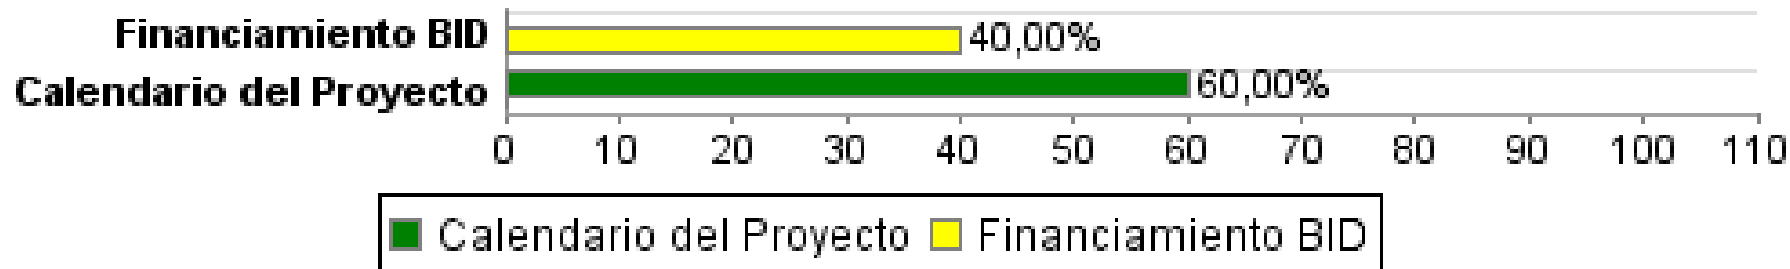 Financiamiento BID 40,00%
Calendario del Proyecto 60,00%
0 10 20 30 40 50 60 70 80 90 100 110
Calendario del Proyecto Financiamiento BID